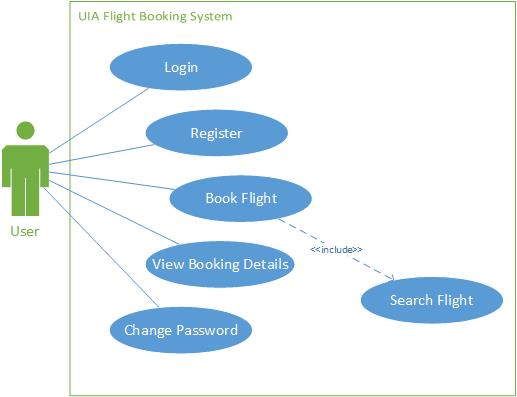 UIA Flight Booking System
Login
Register
Book Flight
<<include>>
View Booking Details
Search Flight
Change Password
User